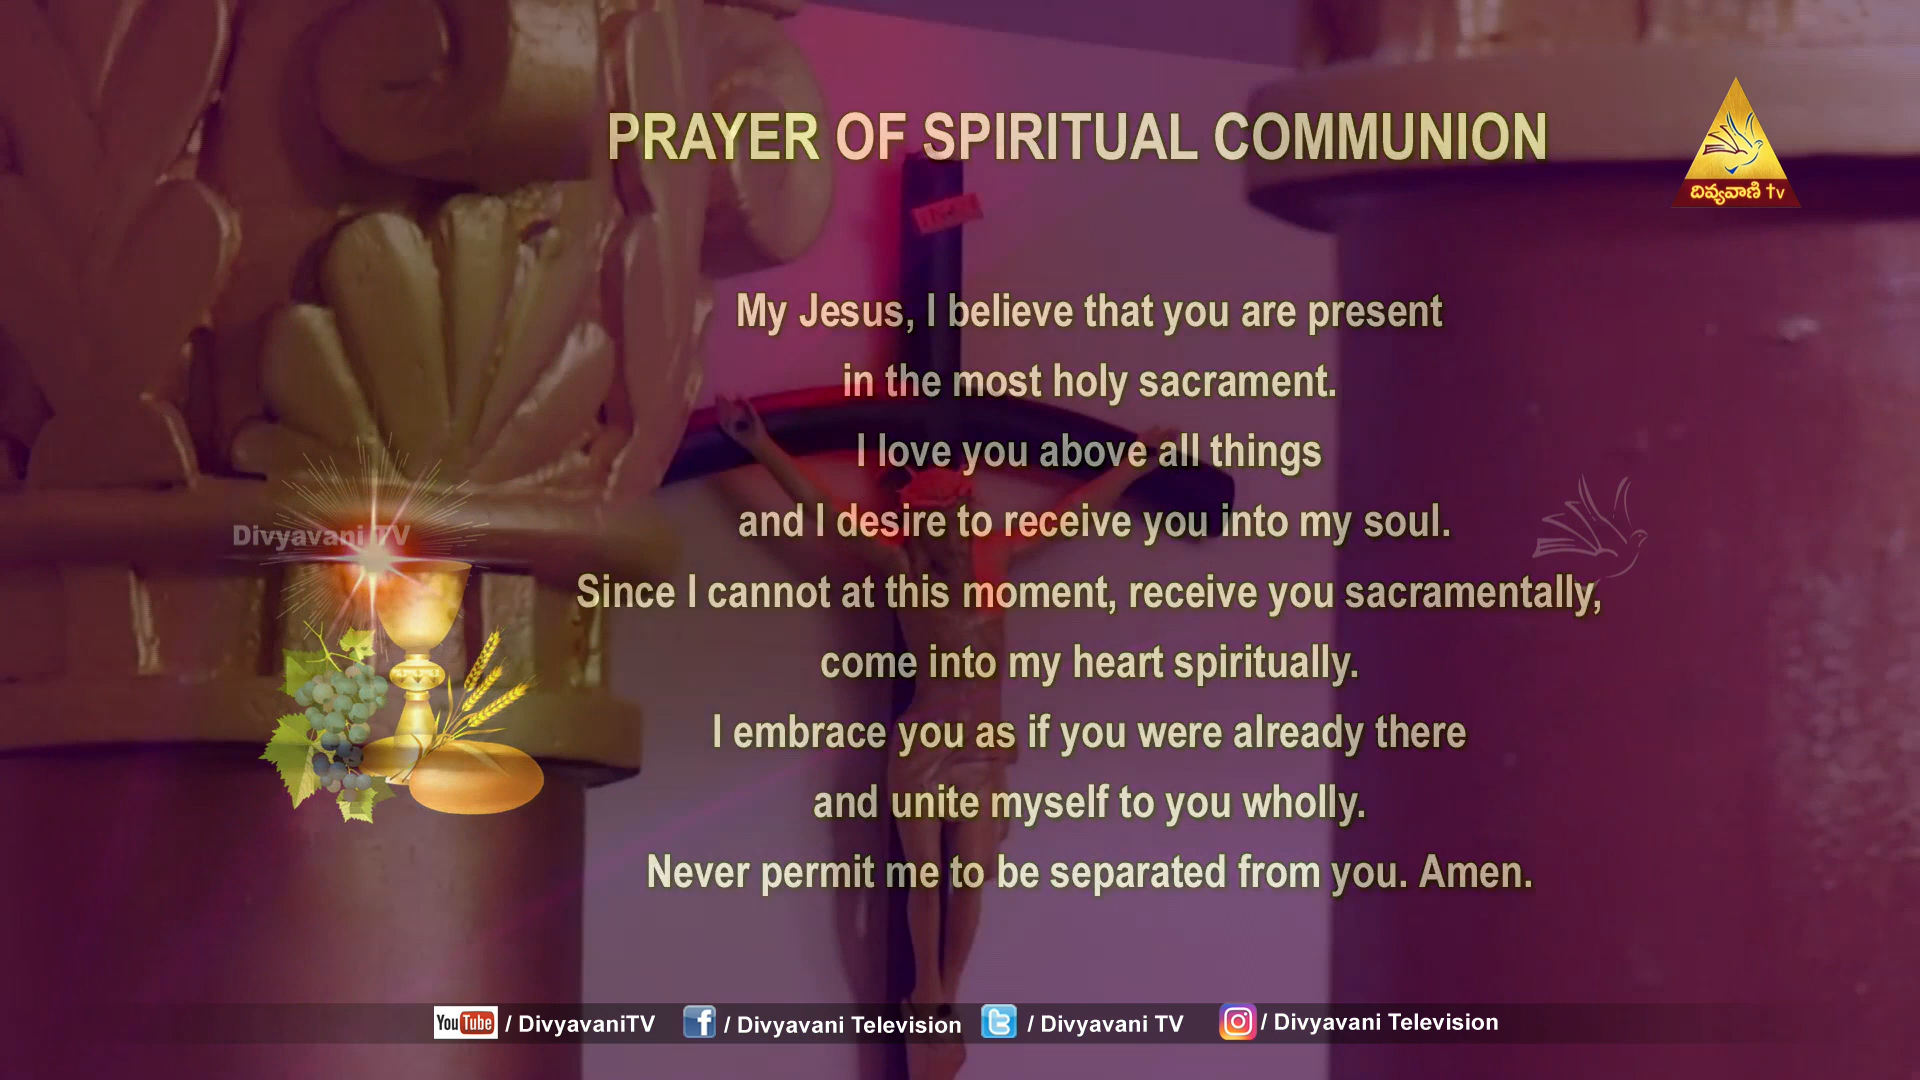 PRAYER OF SPIRITUAL COMMUNION
దివ్యవాణి tv
My Jesus, I believe that you are present
in the most holy sacrament.
I love you above all things
and I desire to receive you into my soul.
Divyavani TV
Since I cannot at this moment, receive you sacramentally,
come into my heart spiritually.
I embrace you as if you were already there
and unite myself to you wholly.
Never permit me to be separated from you. Amen.
YouTube / DivyavaniTV f / Divyavani Television / Divyavani TV / Divyavani Television